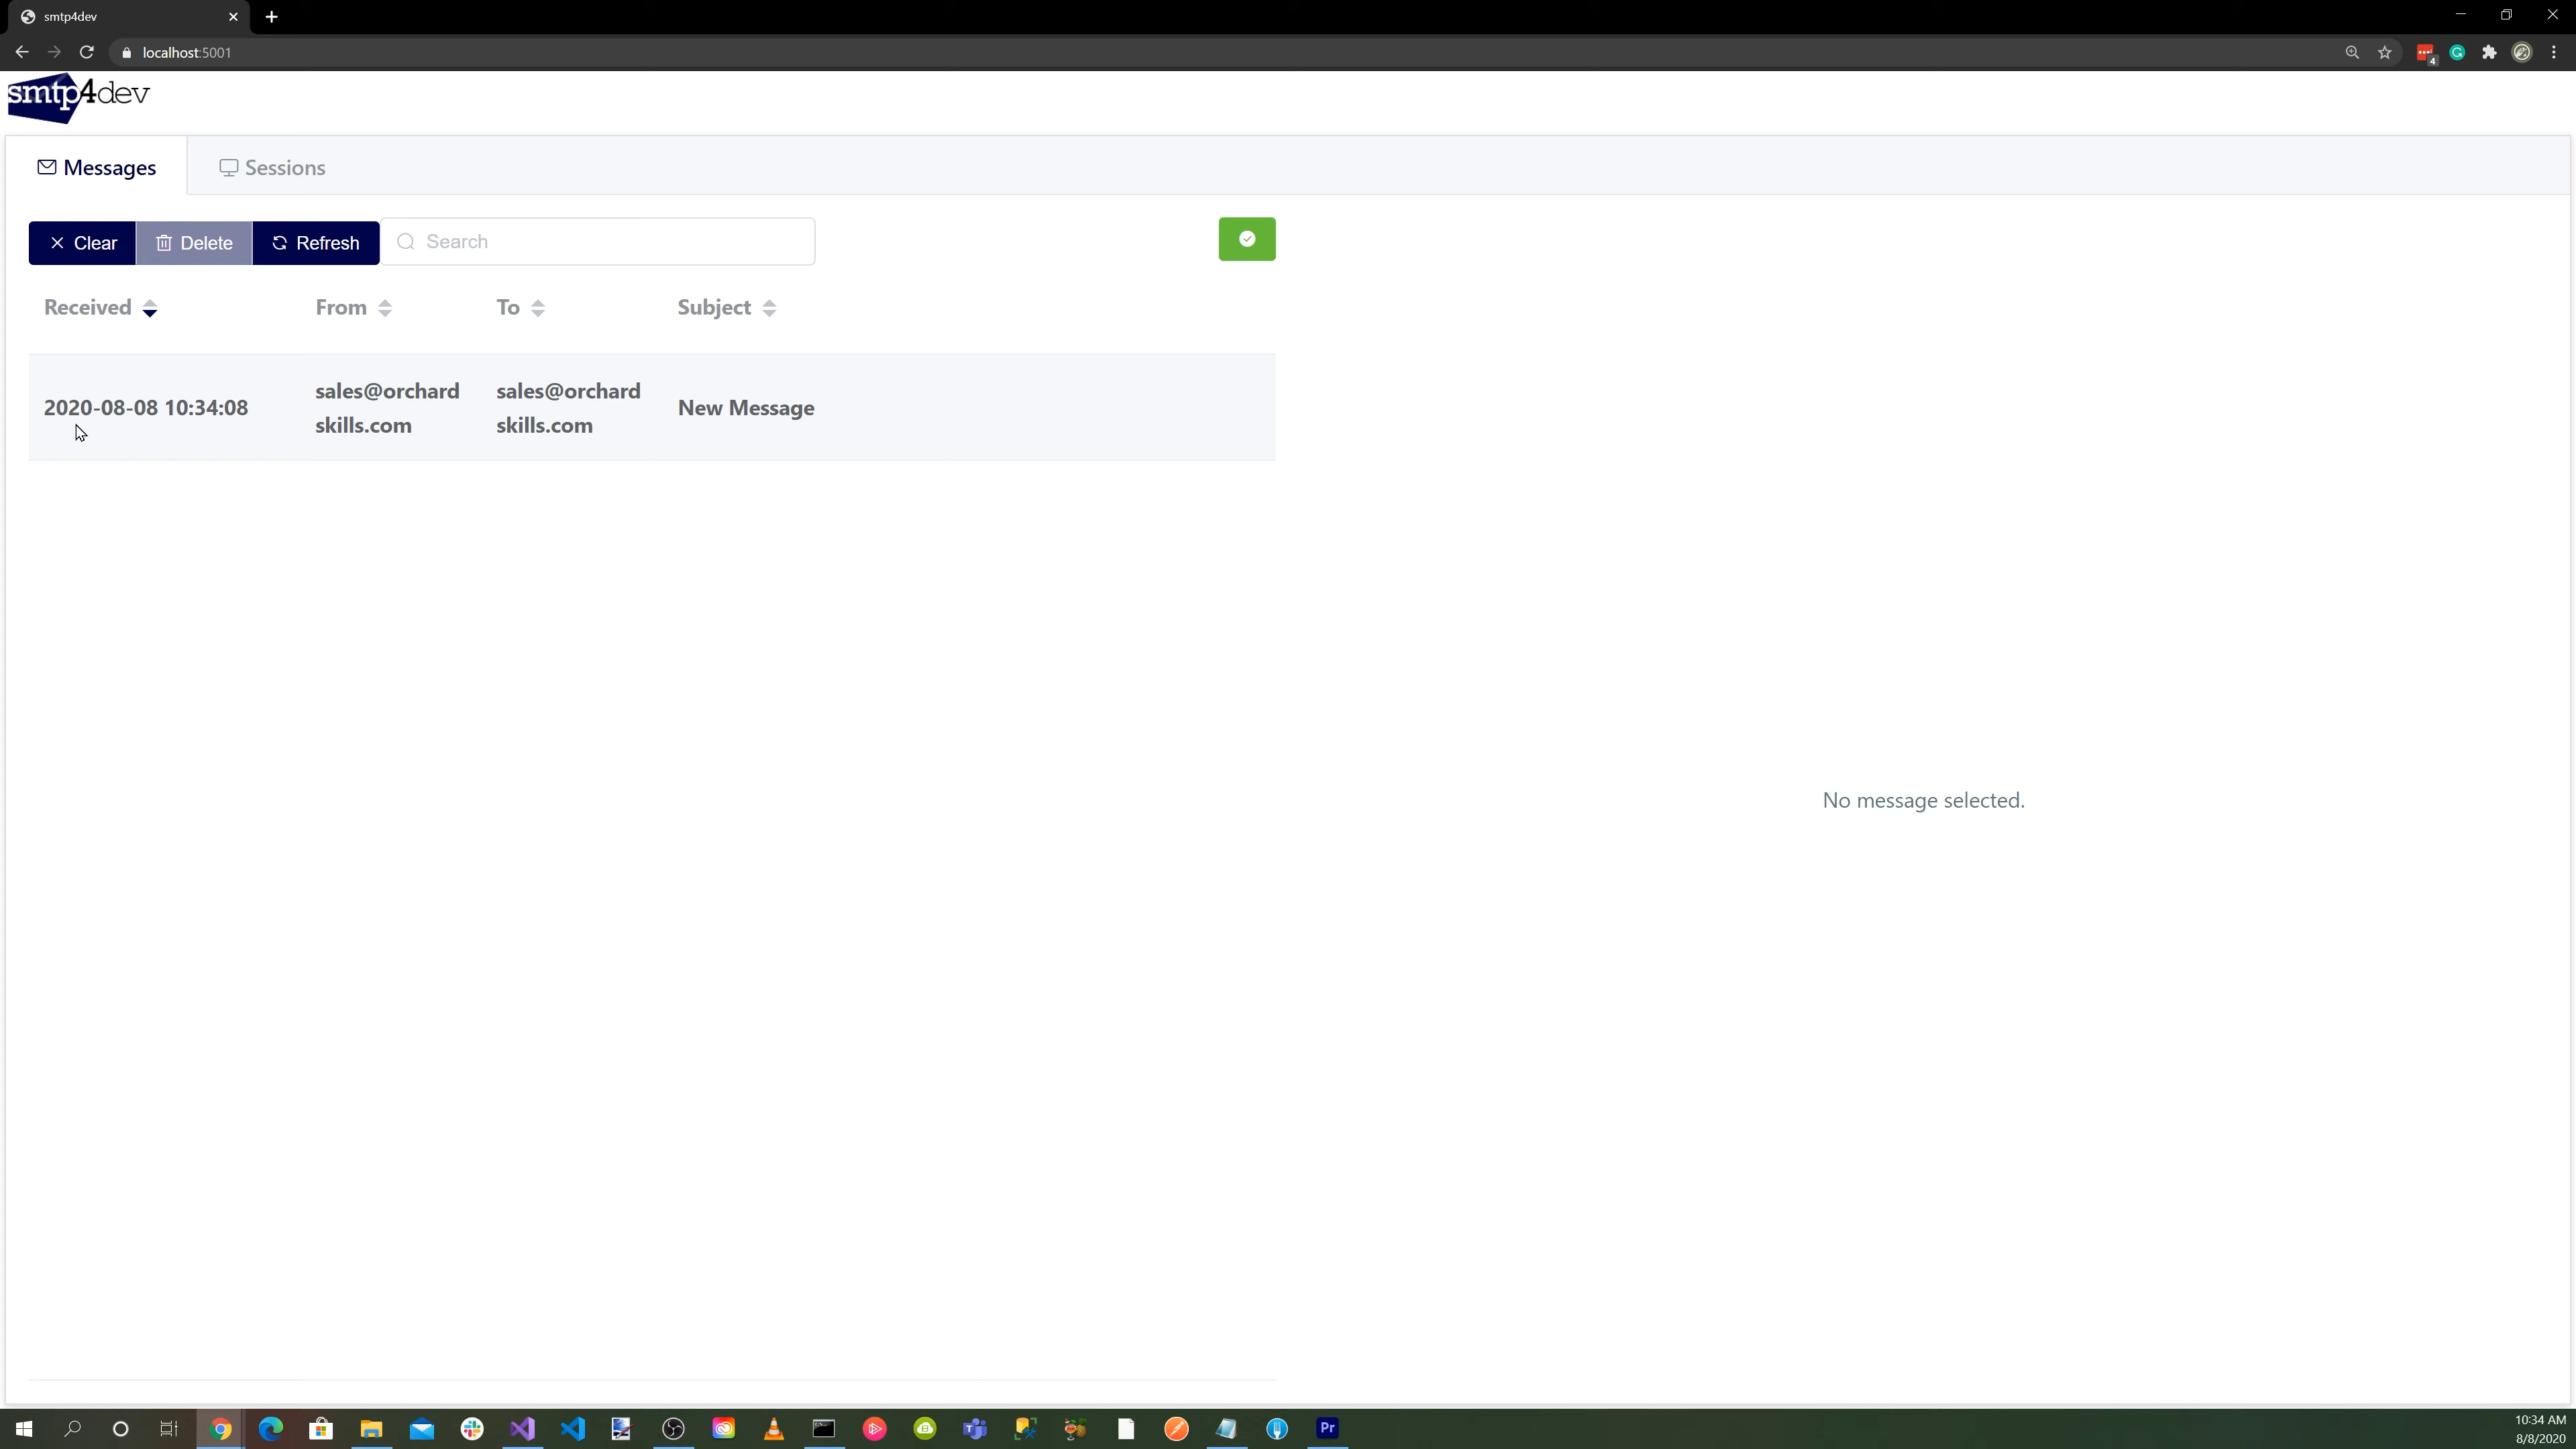 smtp4dev
localhost:5001
4
smtp4dev
Messages
Sessions
Clear
Delete
Refresh
Search
Received
From
To
Subject
2020-08-08 10:34:08
sales@orchard
skills.com
sales@orchard
skills.com
New Message
No message selected.
Pr
10:34 AM
8/8/2020